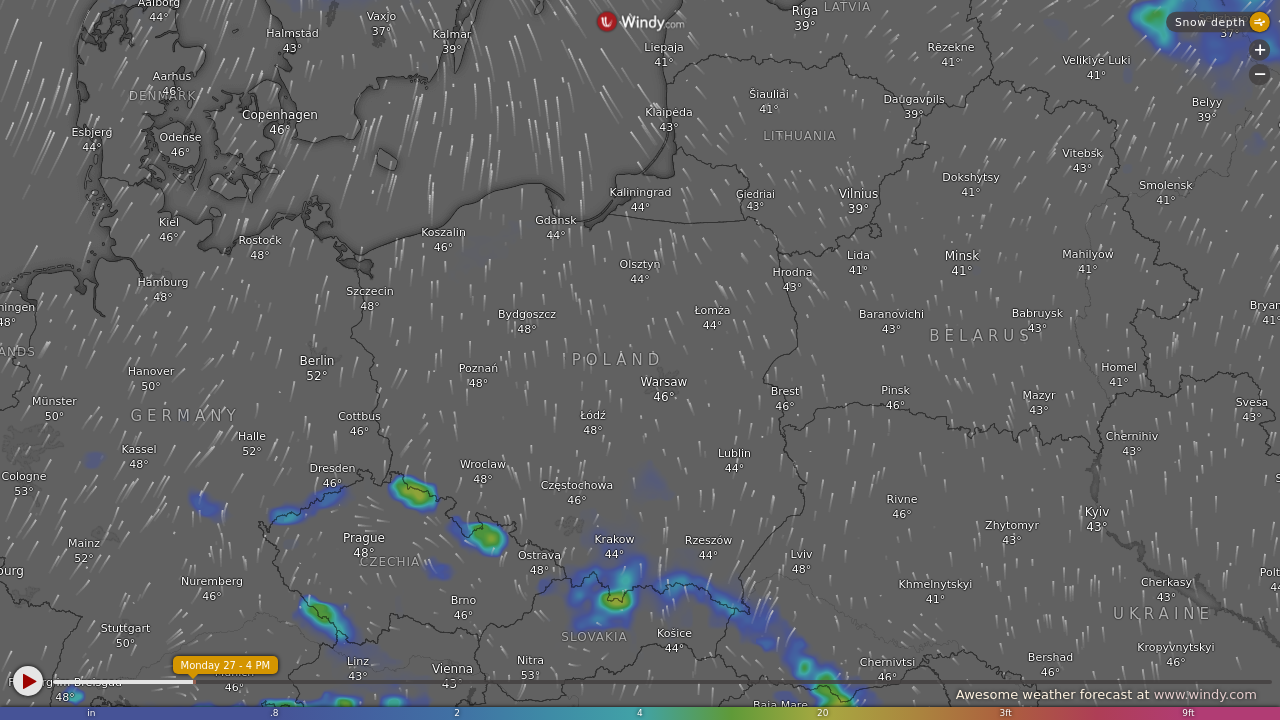 Aalborg
44°
Vaxjo
37°
Halmstad
43°
Kalmar
39°
Windy.com
Liepaja
41°
Riga
39°
LATVIA
Rēzekne
41°
Snow depth
37°
Velikiye Luki
41°
+
−
Aarhus
46°
DENMARK
Copenhagen
46°
Esbjerg
44°
Odense
46°
Klaipėda
43°
Šiauliai
41°
Daugavpils
39°
Belyy
39°
LITHUANIA
Vitebsk
43°
Dokshytsy
41°
Smolensk
41°
Kaliningrad
44°
Giedriai
43°
Vilnius
39°
Kiel
46°
Rostock
48°
Koszalin
46°
Gdansk
44°
Olsztyn
44°
Hrodna
43°
Lida
41°
Minsk
41°
Mahilyow
41°
Hamburg
48°
Szczecin
48°
Bydgoszcz
48°
Łomża
44°
Baranovichi
43°
BELARUS
Babruysk
43°
Hanover
50°
Berlin
52°
Poznań
48°
POLAND
Warsaw
46°
Brest
46°
Pinsk
46°
Mazyr
43°
Homel
41°
Münster
50°
GERMANY
Cottbus
46°
Łódź
48°
Svesa
43°
Kassel
48°
Halle
52°
Chernihiv
43°
Cologne
53°
Dresden
46°
Wroclaw
48°
Częstochowa
46°
Lublin
44°
Rivne
46°
Zhytomyr
43°
Kyiv
43°
Mainz
52°
Prague
48°
CZECHIA
Ostrava
48°
Krakow
44°
Rzeszów
44°
Lviv
48°
Nuremberg
46°
Brno
46°
Khmelnytskyi
41°
Cherkasy
43°
UKRAINE
Stuttgart
50°
SLOVAKIA
Košice
44°
Kropyvnytskyi
46°
Linz
43°
Vienna
Nitra
53°
Chernivtsi
46°
Bershad
46°
Monday 27 - 4 PM
48°
46°
Baia Mare
Awesome weather forecast at www.windy.com
in .8 2 4 20 3ft 9ft